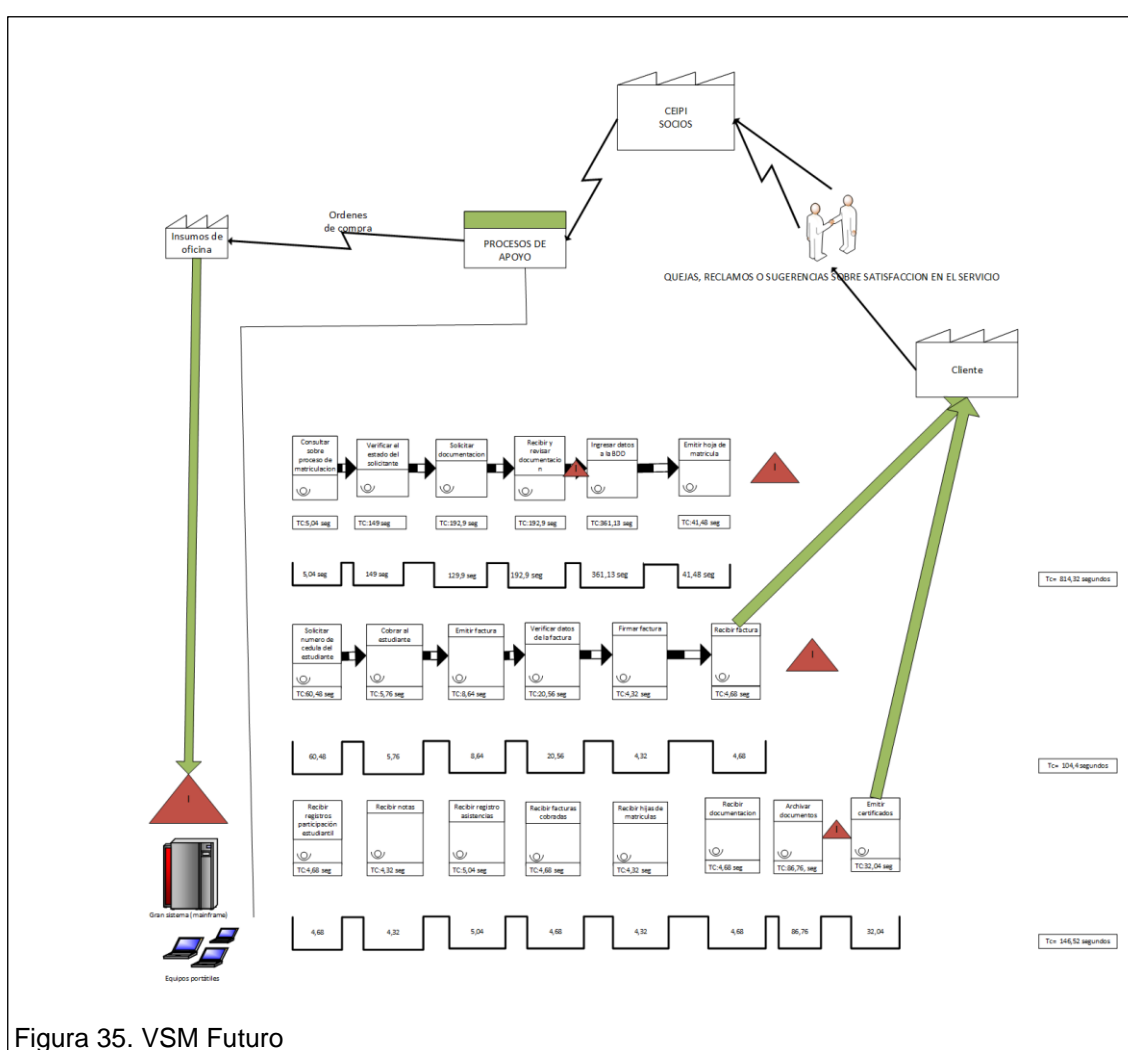 CEIPI
SOCIOS
Ordenes
de compra
Insumos de
oficina
PROCESOS DE
APOYO
QUEJAS, RECLAMOS O SUGERENCIAS SOBRE SATISFACCION EN EL SERVICIO
Cliente
Consultar
sobre
proceso de
matriculacion
Verificar el
estado del
solicitante
Solicitar
documentacion
Recibir y
ravisar
documentacio
n
Ingresar datos
a la BDD
Emitir hoja de
matricula
I
I
TC:5,04 seg
TC:149 seg
TC:192,9 seg
TC:192,9 seg
TC:361,13 seg
TC:41,48 seg
5,04 seg
149 seg
129,9 seg
192,9 seg
361,13 seg
41,48 seg
Tc= 814,32 segundos
Solicitar
numero de
cedula del
estudiante
Cobrar al
estudiante
Emitir factura
Verificar datos
de la factura
Firmar factura
Recibir factura
I
TC:60,48 seg
TC:5,76 seg
TC:8,64 seg
TC:20,56 seg
TC:4,32 seg
TC:4,68 seg
60,48
5,76
8,64
20,56
4,32
4,68
Tc= 104,4 segundos
I
Recibir
registros
participación
estudiantil
Recibir notas
Recibir registro
asistencias
Recibir facturas
cobradas
Recibir hijas de
matriculas
Recibir
documentacion
Archivar
documentos
I
Emitir
certificados
TC:4,68 seg
TC:4,32 seg
TC:5,04 seg
TC:4,68 seg
TC:4,32 seg
TC:4,68 seg
TC:86,76, seg
TC:32,04 seg
Gran sistema (mainframe)
4,68
4,32
5,04
4,68
4,32
4,68
86,76
32,04
Tc= 146,52 segundos
Equipos portátiles
Figura 35. VSM Futuro